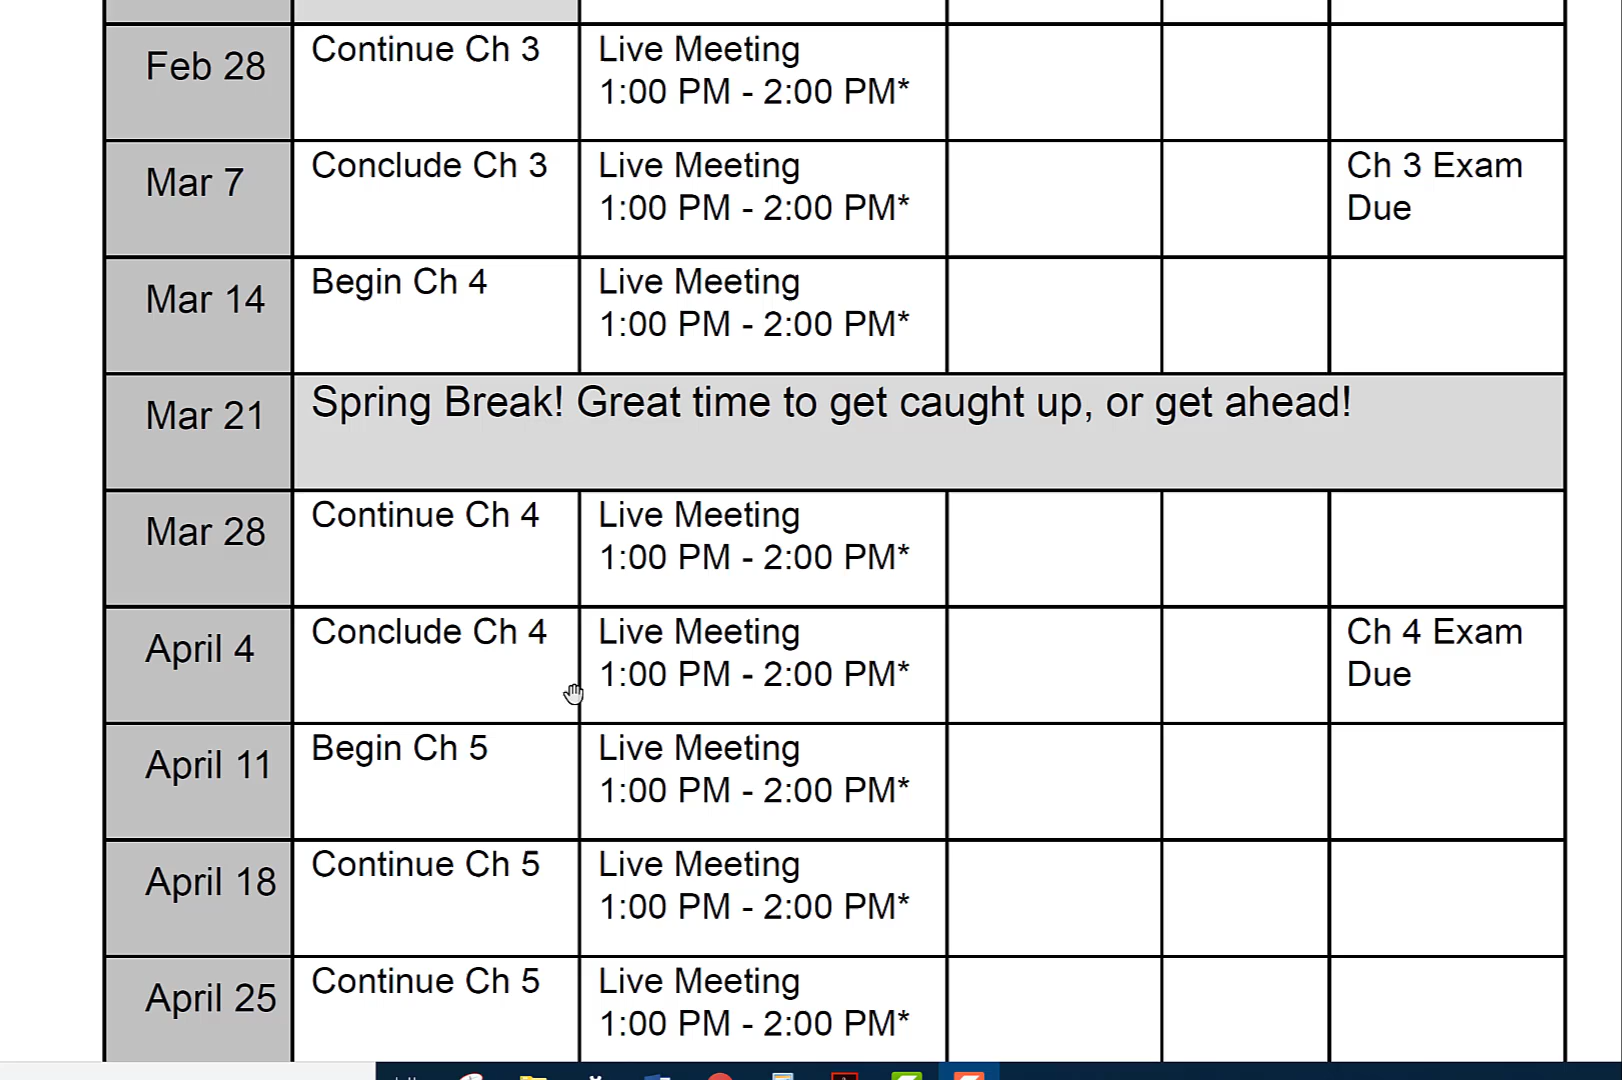 Feb 28
Continue Ch 3
Live Meeting
1:00 PM - 2:00 PM*
Mar 7
Conclude Ch 3
Live Meeting
1:00 PM - 2:00 PM*
Ch 3 Exam
Due
Mar 14
Begin Ch 4
Live Meeting
1:00 PM - 2:00 PM*
Mar 21
Spring Break! Great time to get caught up, or get ahead!
Mar 28
Continue Ch 4
Live Meeting
1:00 PM - 2:00 PM*
April 4
Conclude Ch 4
Live Meeting
1:00 PM - 2:00 PM*
Ch 4 Exam
Due
April 11
Begin Ch 5
Live Meeting
1:00 PM - 2:00 PM*
April 18
Continue Ch 5
Live Meeting
1:00 PM - 2:00 PM*
April 25
Continue Ch 5
Live Meeting
1:00 PM - 2:00 PM*